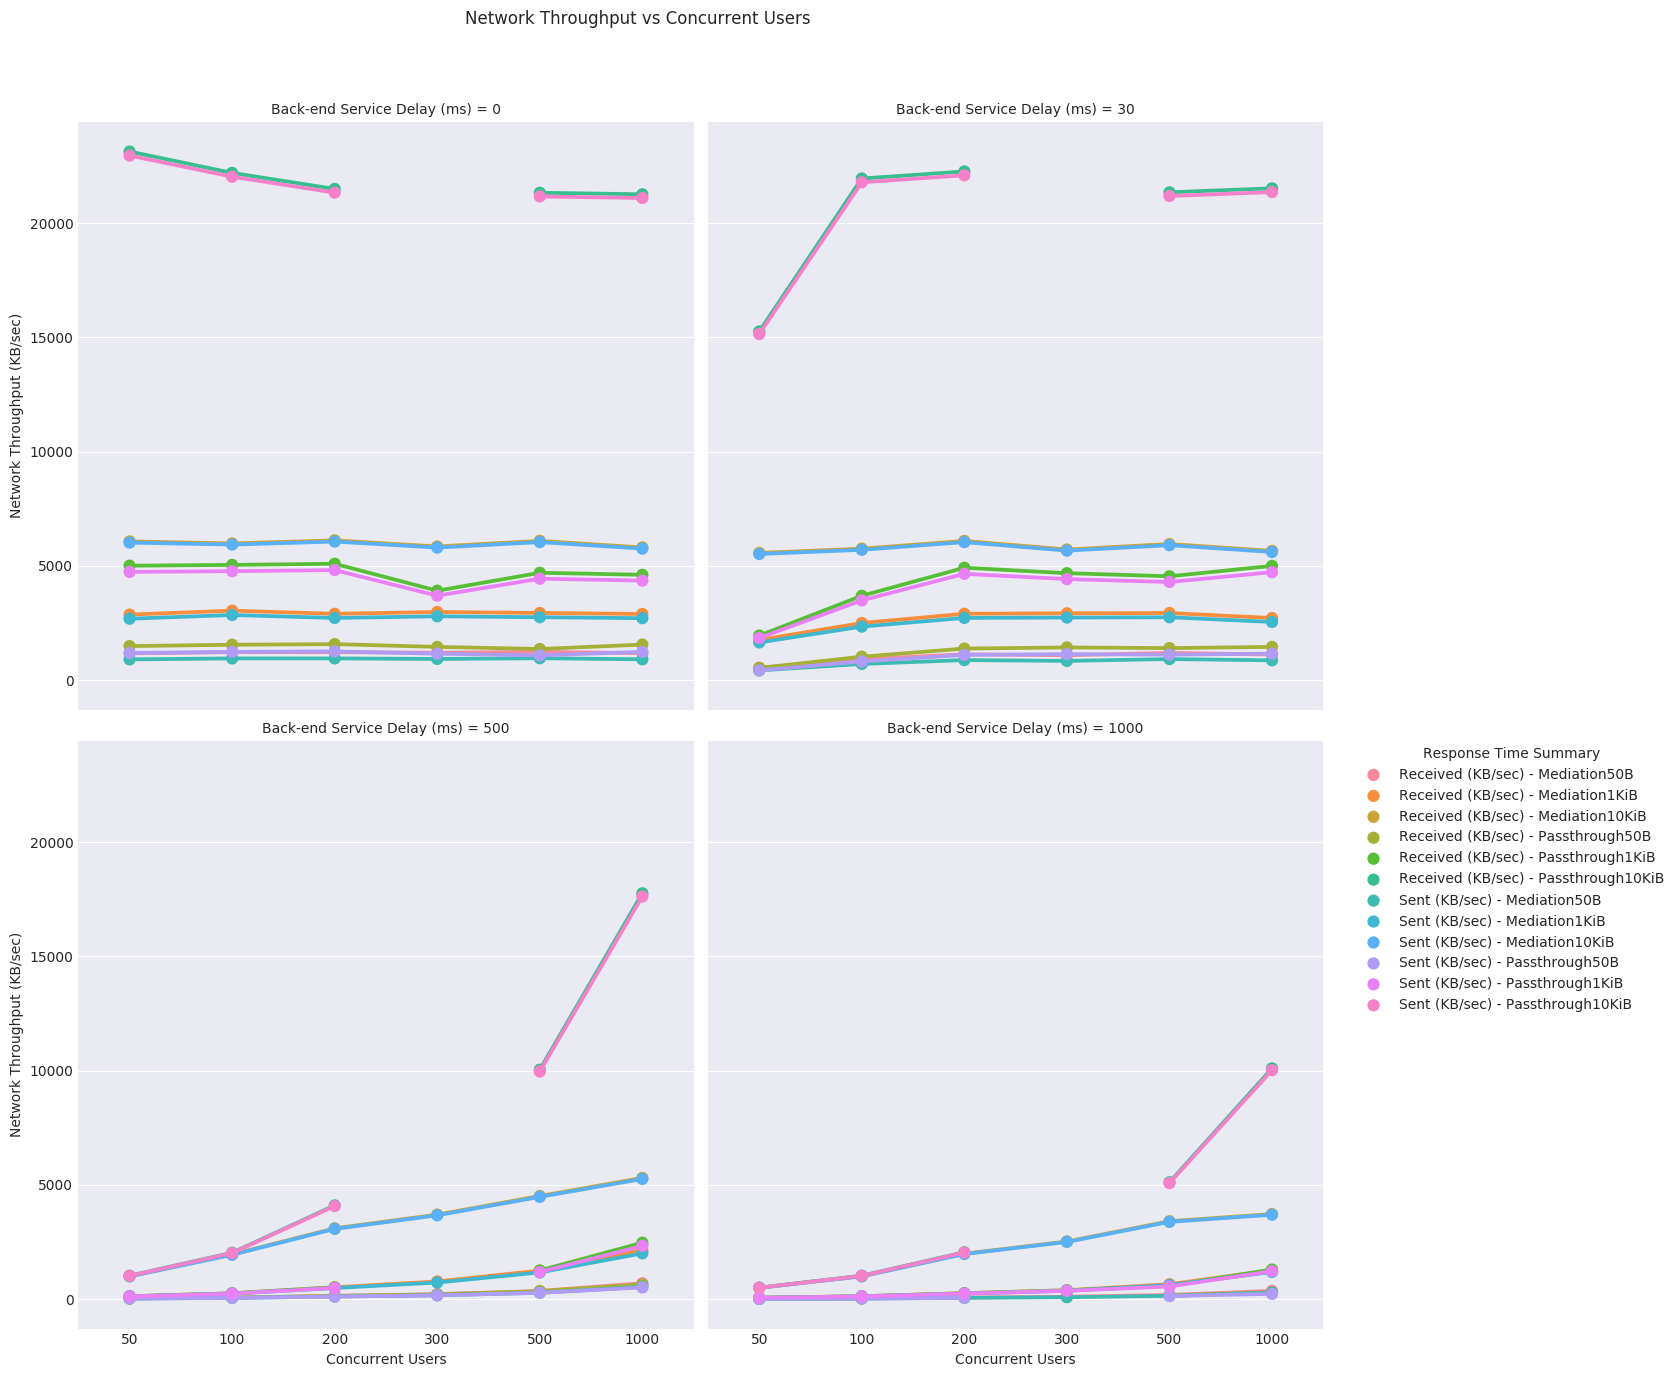 Network Throughput vs Concurrent Users
Back-end Service Delay (ms) = 0
Back-end Service Delay (ms) = 30
Network Throughput (KB/sec)
20000
15000
10000
5000
0
Back-end Service Delay (ms) = 500
Back-end Service Delay (ms) = 1000
Network Throughput (KB/sec)
20000
15000
10000
5000
0
50 100 200 300 500 1000
Concurrent Users
50 100 200 300 500 1000
Concurrent Users
Response Time Summary
Received (KB/sec) - Mediation50B
Received (KB/sec) - Mediation1KiB
Received (KB/sec) - Mediation10KiB
Received (KB/sec) - Passthrough50B
Received (KB/sec) - Passthrough1KiB
Received (KB/sec) - Passthrough10KiB
Sent (KB/sec) - Mediation50B
Sent (KB/sec) - Mediation1KiB
Sent (KB/sec) - Mediation10KiB
Sent (KB/sec) - Passthrough50B
Sent (KB/sec) - Passthrough1KiB
Sent (KB/sec) - Passthrough10KiB